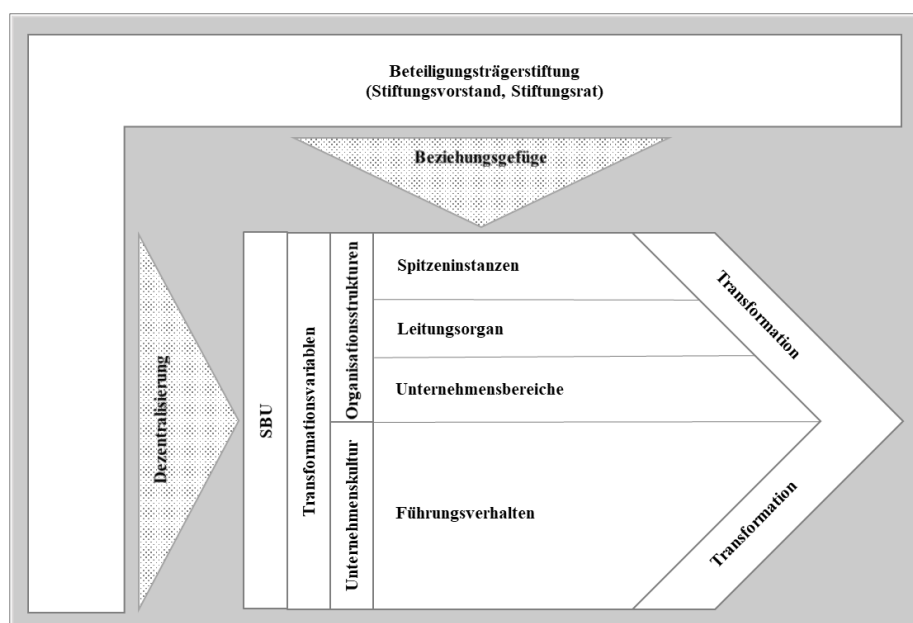 Beteiligungsträgerstiftung
(Stiftungsvorstand, Stiftungsrat)
Beziehungsgefüge
Dezentralisierung
SBU
Transformationsvariablen
Organisationsstrukturen
Unternehmenskultur
Spitzeninstanzen
Leitungsorgan
Unternehmensbereiche
Führungsverhalten
Transformation
Transformation